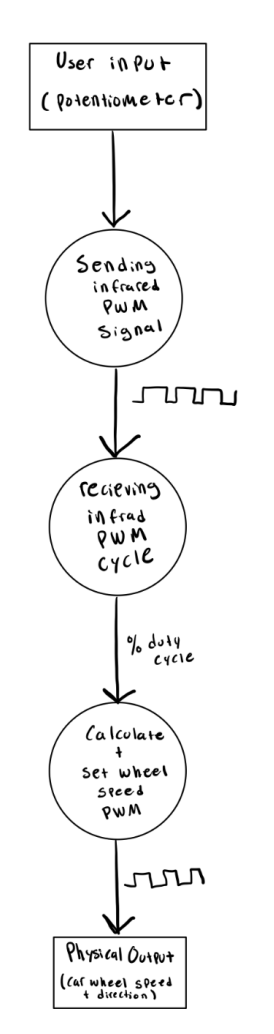 User input
(potentiometer)
Sending
infrared
PWM
Signal
recieving
infrad
PWM
cycle
% duty
cycle
Calculate
+
set wheel
speed
PWM
Physical Output
(car wheel speed
+ direction)